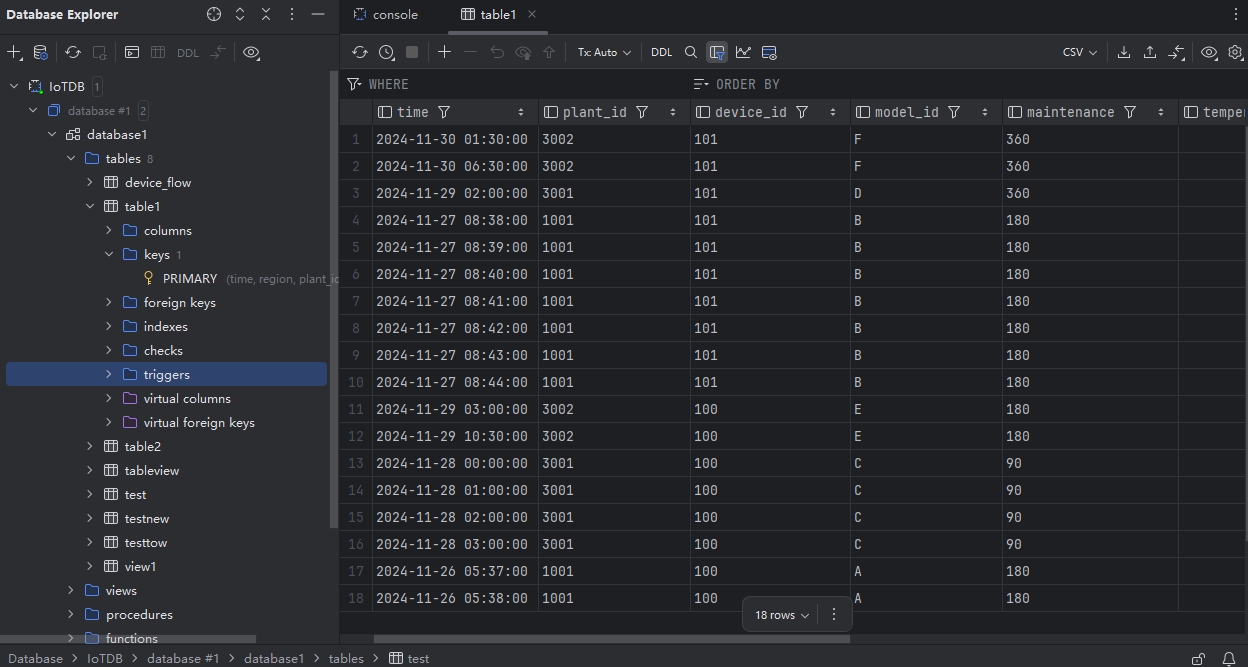 Database Explorer
console
table1
DDL
Tx: Auto
DDL
CSV
WHERE
ORDER BY
IoTDB 1
database #1 2
database1
tables 8
device_flow
table1
columns
keys 1
PRIMARY (time, region, plant_id
foreign keys
indexes
checks
triggers
virtual columns
virtual foreign keys
table2
tableview
test
testnew
testtow
view1
views
procedures
functions
time plant_id device_id model_id maintenance temper
1 2024-11-30 01:30:00 3002 101 F 360
2 2024-11-30 06:30:00 3002 101 F 360
3 2024-11-29 02:00:00 3001 101 D 360
4 2024-11-27 08:38:00 1001 101 B 180
5 2024-11-27 08:39:00 1001 101 B 180
6 2024-11-27 08:40:00 1001 101 B 180
7 2024-11-27 08:41:00 1001 101 B 180
8 2024-11-27 08:42:00 1001 101 B 180
9 2024-11-27 08:43:00 1001 101 B 180
10 2024-11-27 08:44:00 1001 101 B 180
11 2024-11-29 03:00:00 3002 100 E 180
12 2024-11-29 10:30:00 3002 100 E 180
13 2024-11-28 00:00:00 3001 100 C 90
14 2024-11-28 01:00:00 3001 100 C 90
15 2024-11-28 02:00:00 3001 100 C 90
16 2024-11-28 03:00:00 3001 100 C 90
17 2024-11-26 05:37:00 1001 100 A 180
18 2024-11-26 05:38:00 1001 100 A 180
18 rows
Database > IoTDB > database #1 > database1 > tables > test